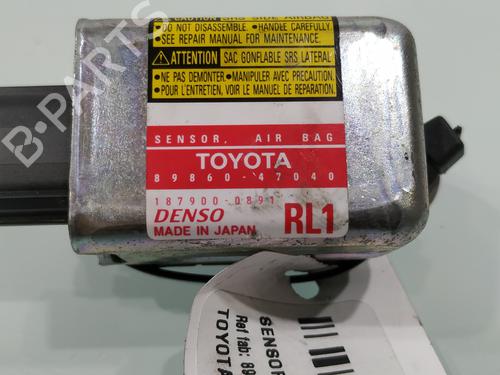 SRS SIDE AIRBAG
•DO NOT DISASSEMBLE. •HANDLE CAREFULLY.
•SEE REPAIR MANUAL FOR MAINTENANCE.
ATTENTION SAC GONFLABLE SRS LATERAL
•NE PAS DEMONTER. •MANIPULER AVEC PRECAUTION.
•POUR L'ENTRETIEN, VOIR LE MANUEL DE REPARATION.
SENSOR, AIR BAG
TOYOTA
89860-47040
187900-0891
DENSO RL1
MADE IN JAPAN
B-PARTS
SENSOR
Ref fab: 89
TOYOTA